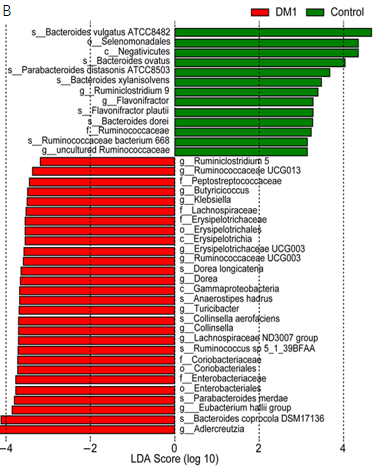 B
DM1 Control
s__Bacteroides vulgatus ATCC8482
o__Selenomonadales
c__Negativicutes
s__Bacteroides ovatus
s__Parabacteroides distasonis ATCC8503
s__Bacteroides xylanisolvens
g__Ruminiclostridium 9
g__Flavonifractor
s__Flavonifractor plautii
s__Bacteroides dorei
f__Ruminococcaceae
s__Ruminococcaceae bacterium 668
g__uncultured Ruminococcaceae
g__Ruminiclostridium 5
g__Ruminococcaceae UCG013
f__Peptostreptococcaceae
g__Butyricicoccus
g__Klebsiella
f__Lachnospiraceae
f__Erysipelotrichaceae
o__Erysipelotrichales
c__Erysipelotrichia
g__Erysipelotrichaceae UCG003
g__Ruminococcaceae UCG003
s__Dorea longicatena
g__Dorea
c__Gammaproteobacteria
s__Anaerostipes hadrus
g__Turicibacter
s__Collinsella aerofaciens
g__Collinsella
g__Lachnospiraceae ND3007 group
s__Ruminococcus sp 5_1_39BFAA
f__Coriobacteriaceae
o__Coriobacteriales
f__Enterobacteriaceae
o__Enterobacteriales
s__Parabacteroides merdae
g__Eubacterium hallii group
s__Bacteroides coprocola DSM17136
g__Adlercreutzia
−4 −2 0 2 4
LDA Score (log 10)